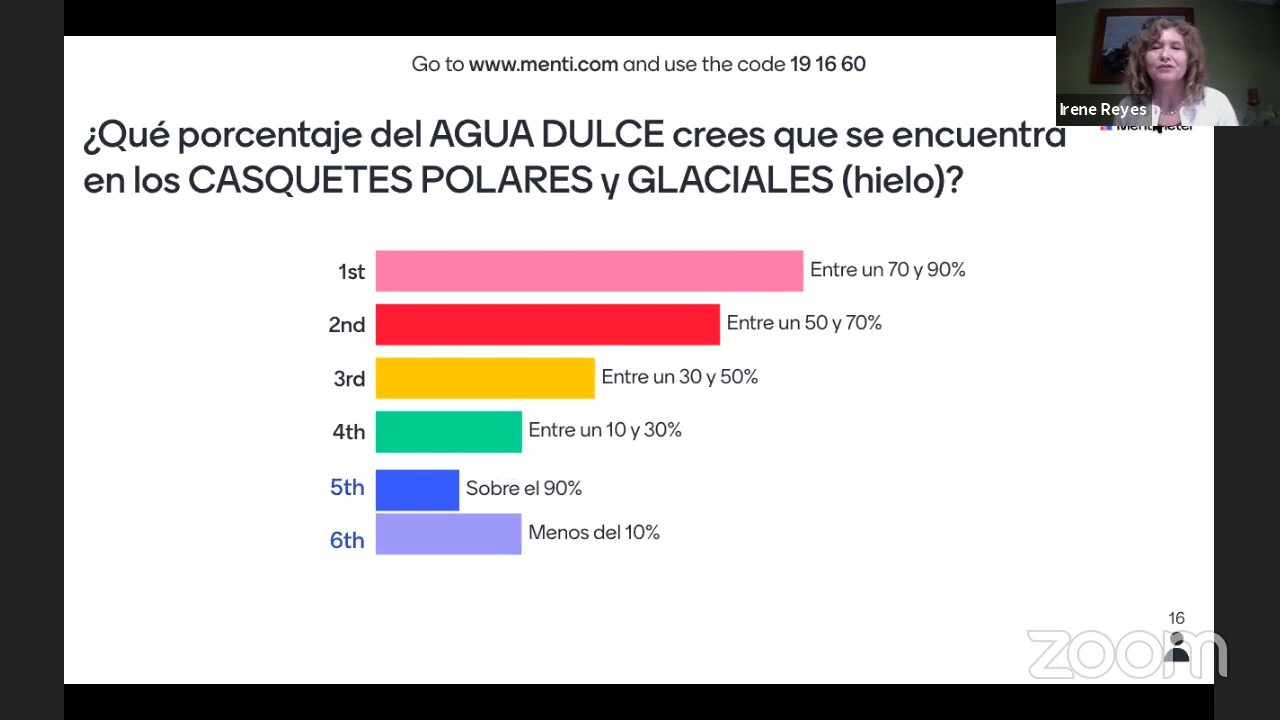 Go to www.menti.com and use the code 19 16 60
Irene Reyes
Mentimeter
¿Qué porcentaje del AGUA DULCE crees que se encuentra
en los CASQUETES POLARES y GLACIALES (hielo)?
1st Entre un 70 y 90%
2nd Entre un 50 y 70%
3rd Entre un 30 y 50%
4th Entre un 10 y 30%
5th Sobre el 90%
6th Menos del 10%
16
zoom